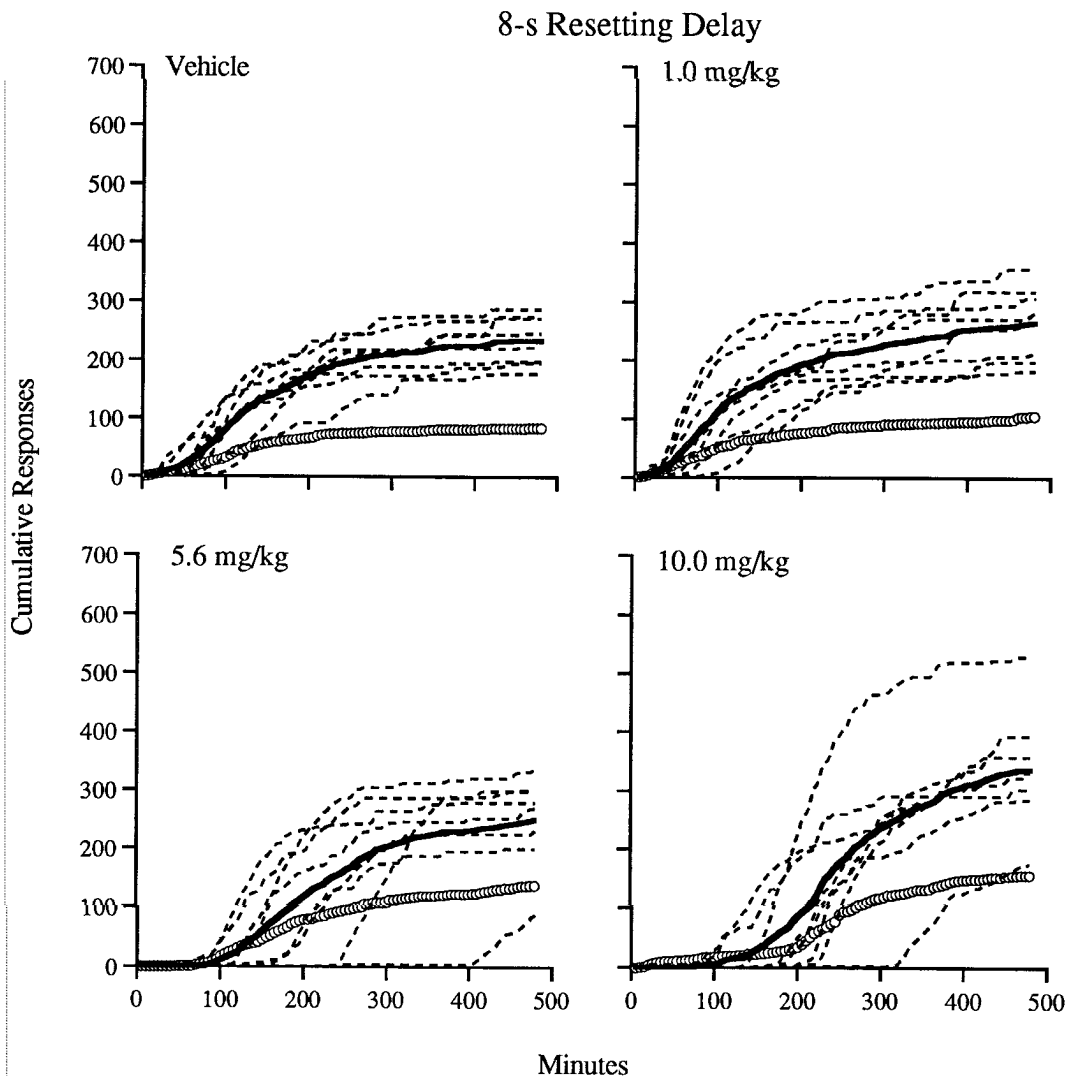 8-s Resetting Delay
Vehicle
1.0 mg/kg
700
600
500
400
300
200
100
0
Cumulative Responses
5.6 mg/kg
10.0 mg/kg
700
600
500
400
300
200
100
0
0 100 200 300 400 500
0 100 200 300 400 500
Minutes